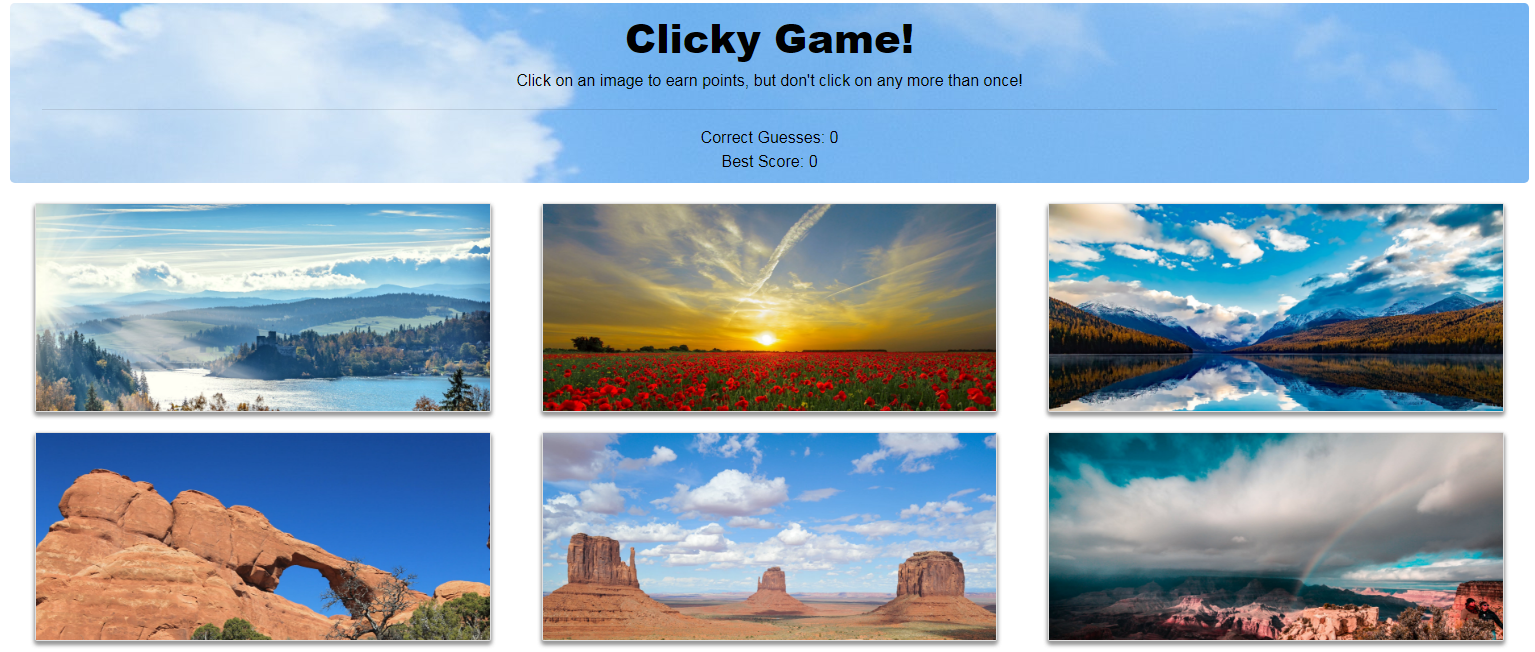 Clicky Game!
Click on an image to earn points, but don't click on any more than once!
Correct Guesses: 0
Best Score: 0